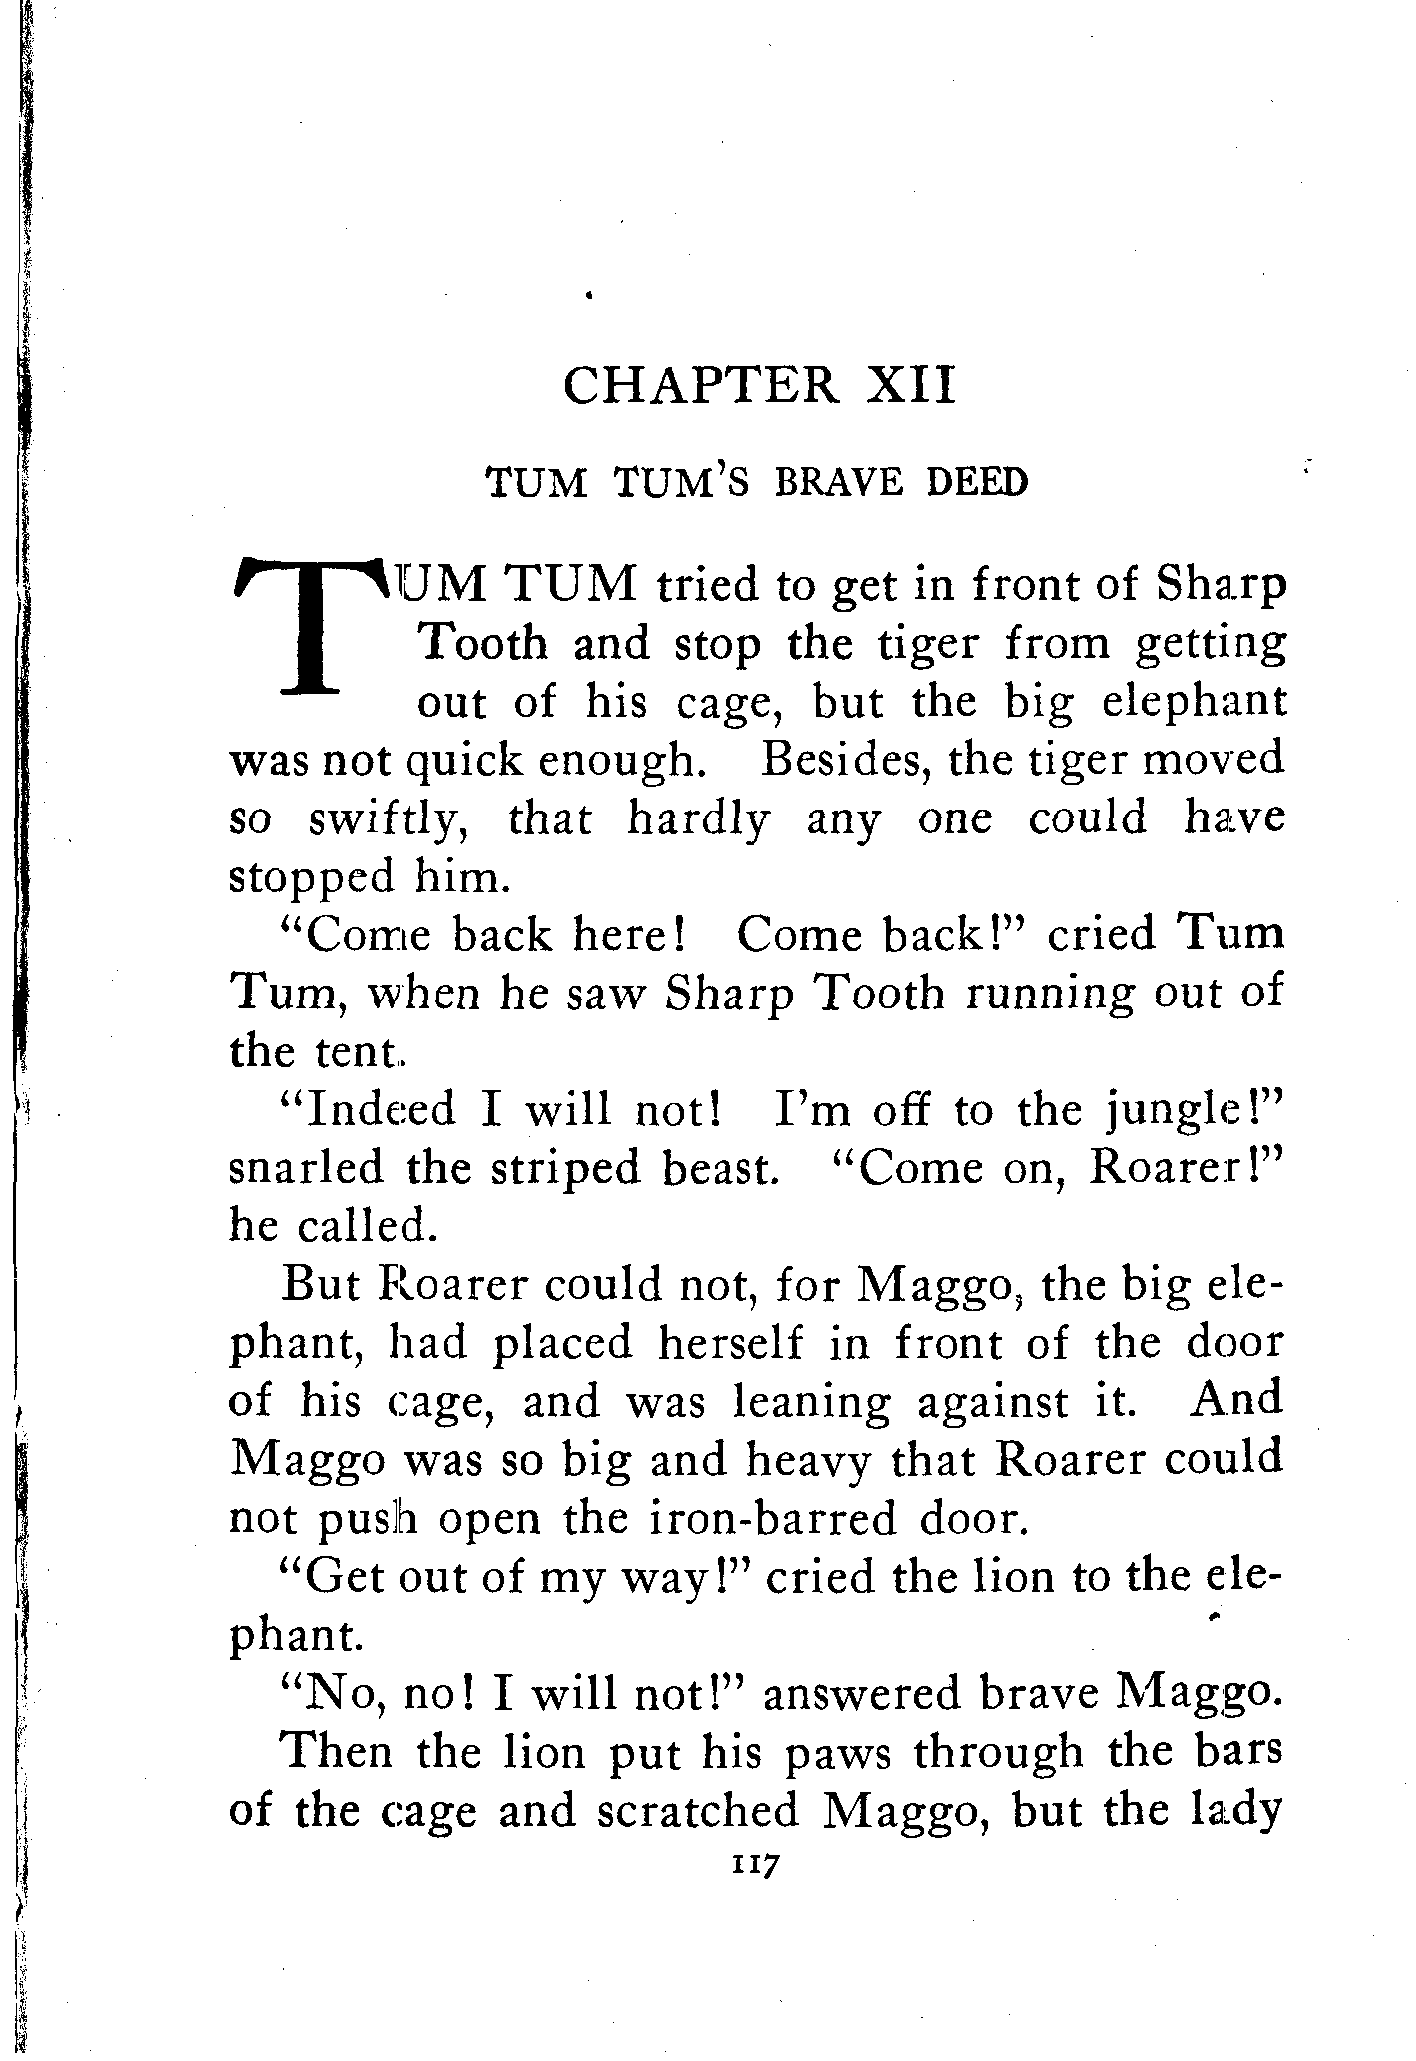 CHAPTER XII
TUM TUM'S BRAVE DEED
TUM TUM tried to get in front of Sharp
Tooth and stop the tiger from getting
out of his cage, but the big elephant
was not quick enough. Besides, the tiger moved
so swiftly, that hardly any one could have
stopped him.
“Come back here! Come back!” cried Tum
Tum, when he saw Sharp Tooth running out of
the tent.
“Indeed I will not! I'm off to the jungle!”
snarled the striped beast. “Come on, Roarer!”
he called.
But Roarer could not, for Maggo, the big ele-
phant, had placed herself in front of the door
of his cage, and was leaning against it. And
Maggo was so big and heavy that Roarer could
not push open the iron-barred door.
“Get out of my way!” cried the lion to the ele-
phant.
“No, no! I will not!” answered brave Maggo.
Then the lion put his paws through the bars
of the cage and scratched Maggo, but the lady
117